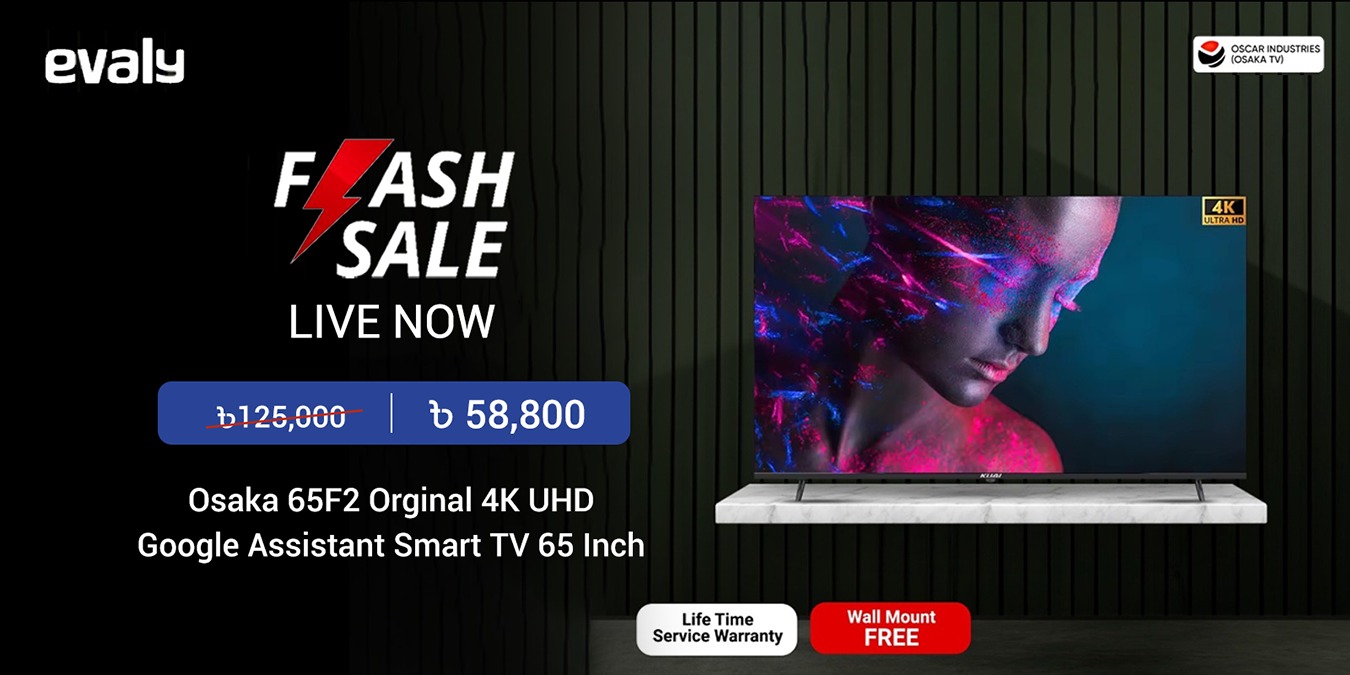 evaly
OSCAR INDUSTRIES
(OSAKA TV)
FLASH
SALE
LIVE NOW
৳125,000 | ৳ 58,800
Osaka 65F2 Orginal 4K UHD
Google Assistant Smart TV 65 Inch
4K
ULTRA HD
Life Time
Service Warranty
Wall Mount
FREE